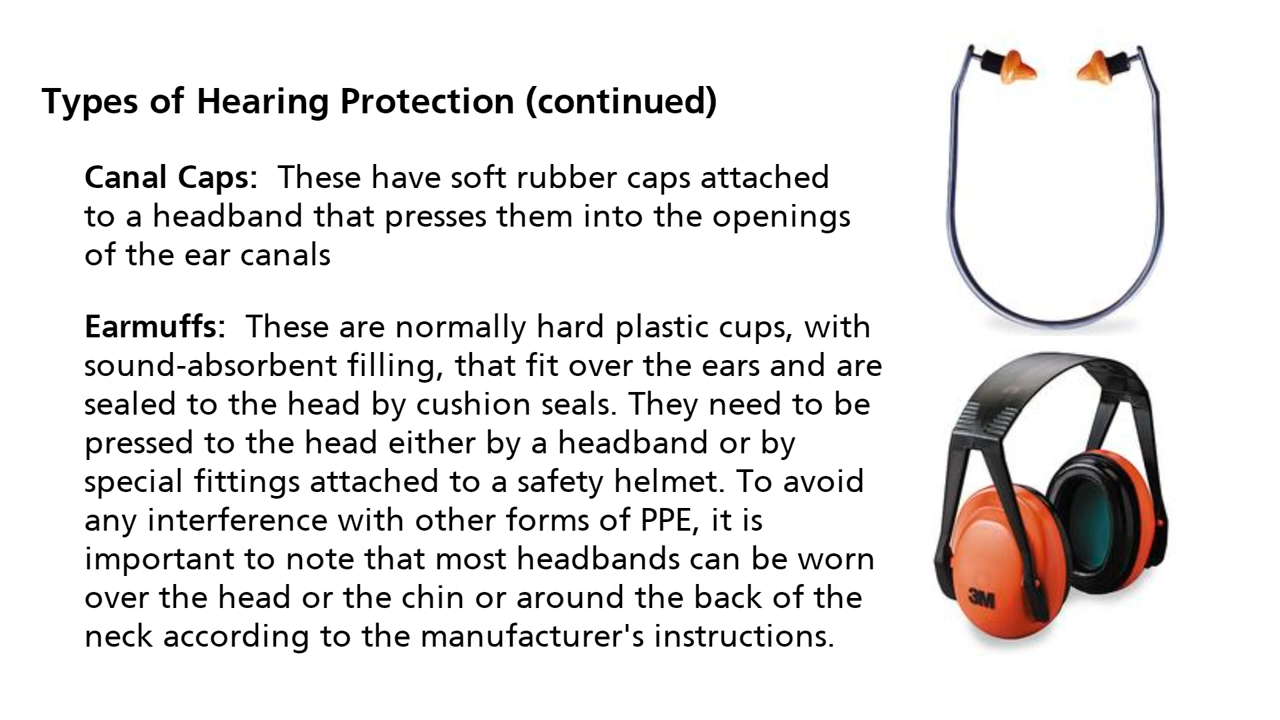 Types of Hearing Protection (continued)
Canal Caps: These have soft rubber caps attached
to a headband that presses them into the openings
of the ear canals
Earmuffs: These are normally hard plastic cups, with
sound-absorbent filling, that fit over the ears and are
sealed to the head by cushion seals. They need to be
pressed to the head either by a headband or by
special fittings attached to a safety helmet. To avoid
any interference with other forms of PPE, it is
important to note that most headbands can be worn
over the head or the chin or around the back of the
neck according to the manufacturer's instructions.
3M